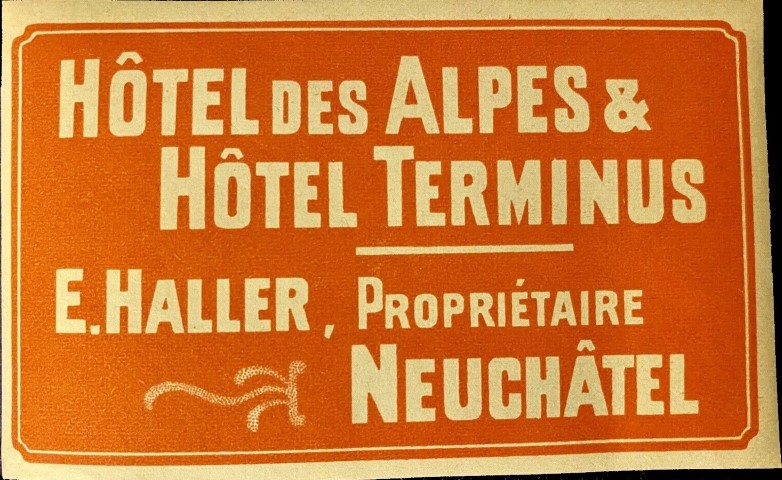 HÔTEL DES ALPES &
HÔTEL TERMINUS
E. HALLER, PROPRIÉTAIRE
NEUCHÂTEL